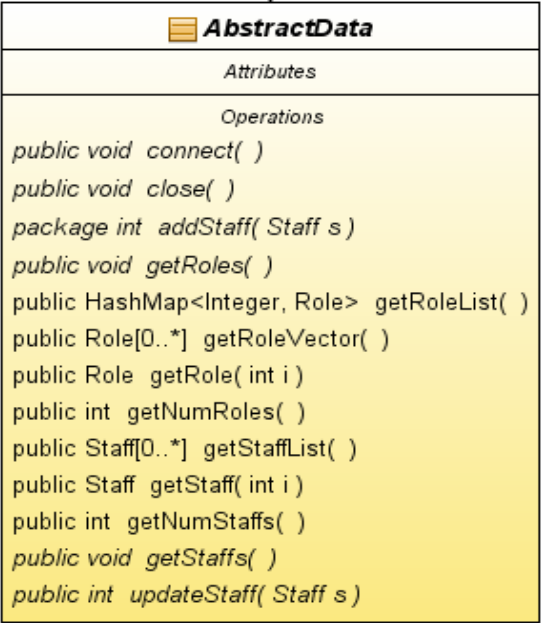 AbstractData
Attributes
Operations
public void connect( )
public void close( )
package int addStaff( Staff s )
public void getRoles( )
public HashMap<Integer, Role> getRoleList( )
public Role[0..*] getRoleVector( )
public Role getRole( int i )
public int getNumRoles( )
public Staff[0..*] getStaffList( )
public Staff getStaff( int i )
public int getNumStaffs( )
public void getStaffs( )
public int updateStaff( Staff s )